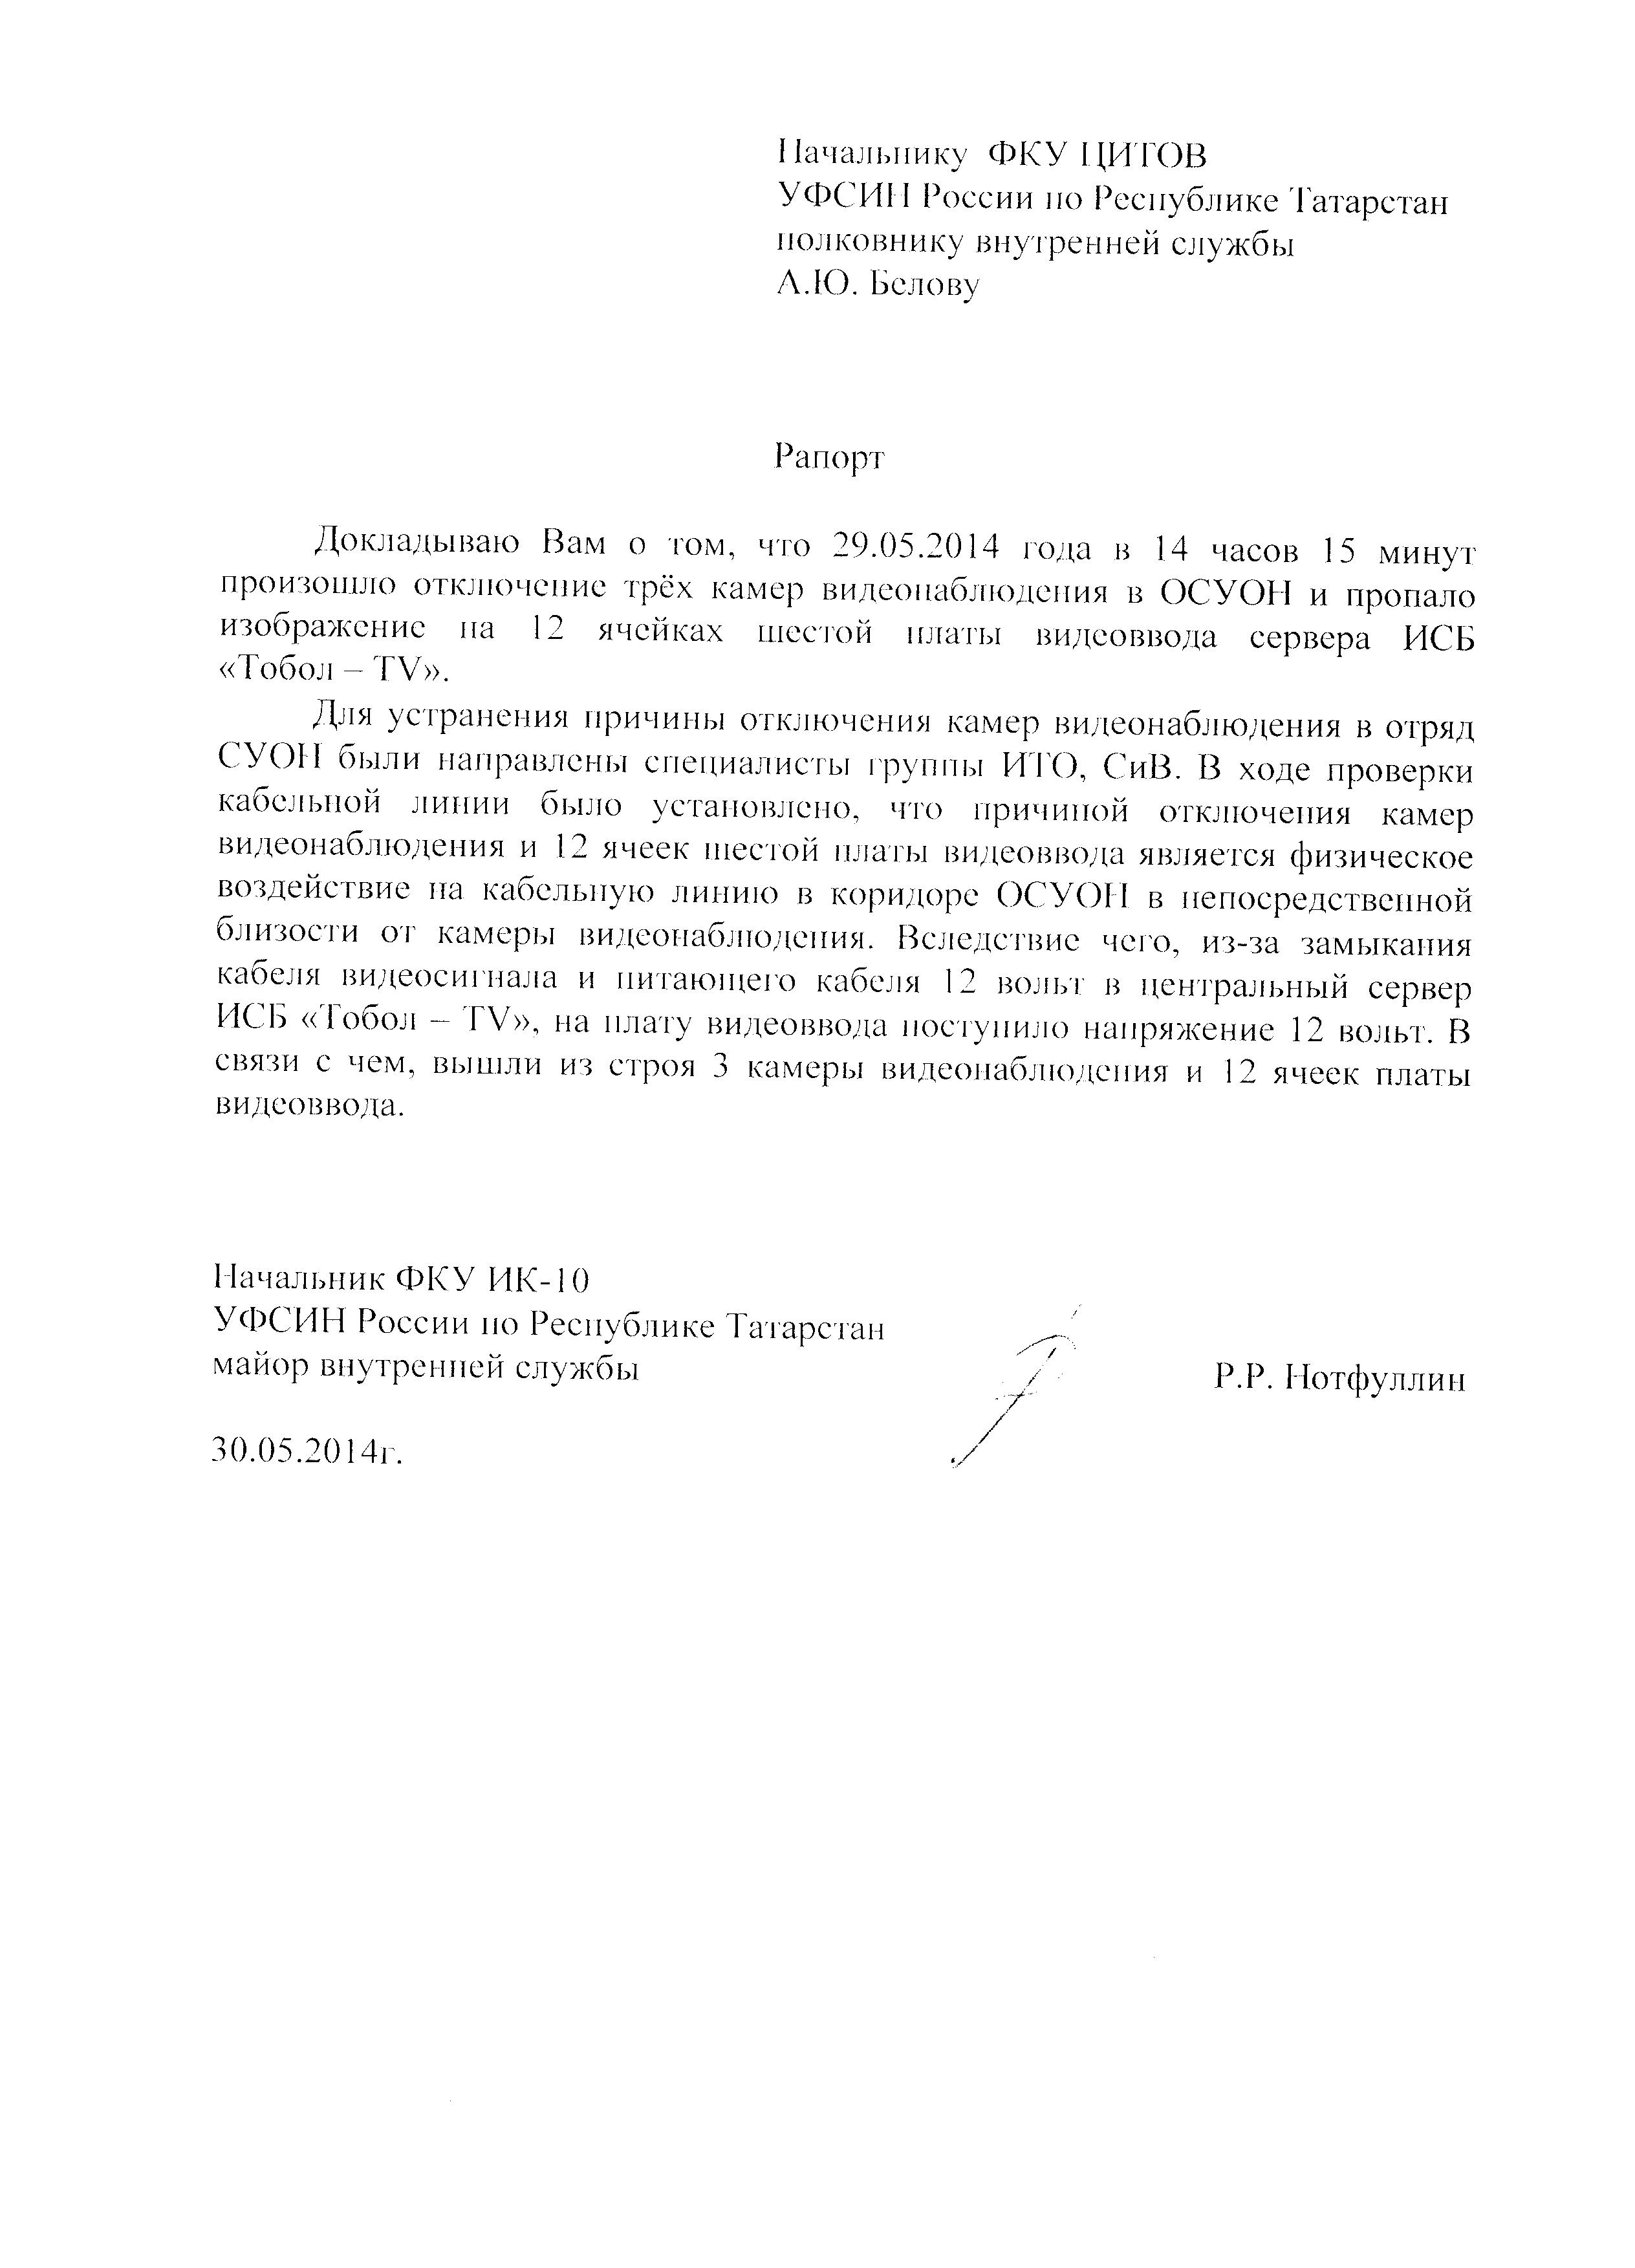 Начальнику ФКУ ЦИТОВ
УФСИН России по Республике Татарстан
полковнику внутренней службы
А.Ю. Белову
Рапорт
Докладываю Вам о том, что 29.05.2014 года в 14 часов 15 минут
произошло отключение трёх камер видеонаблюдения в ОСУОН и пропало
изображение на 12 ячейках шестой платы видеоввода сервера ИСБ
«Тобол – TV».
Для устранения причины отключения камер видеонаблюдения в отряд
СУОН были направлены специалисты группы ИТО, СиВ. В ходе проверки
кабельной линии было установлено, что причиной отключения камер
видеонаблюдения и 12 ячеек шестой платы видеоввода является физическое
воздействие на кабельную линию в коридоре ОСУОН в непосредственной
близости от камеры видеонаблюдения. Вследствие чего, из-за замыкания
кабеля видеосигнала и питающего кабеля 12 вольт в центральный сервер
ИСБ «Тобол – TV», на плату видеоввода поступило напряжение 12 вольт. В
связи с чем, вышли из строя 3 камеры видеонаблюдения и 12 ячеек платы
видеоввода.
Начальник ФКУ ИК-10
УФСИН России по Республике Татарстан
майор внутренней службы
Р.Р. Нотфуллин
30.05.2014г.